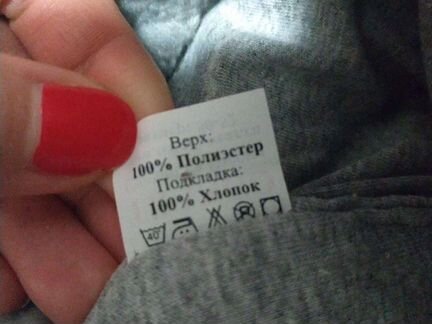 Верх:
100% Полиэстер
Подкладка:
100% Хлопок
40°